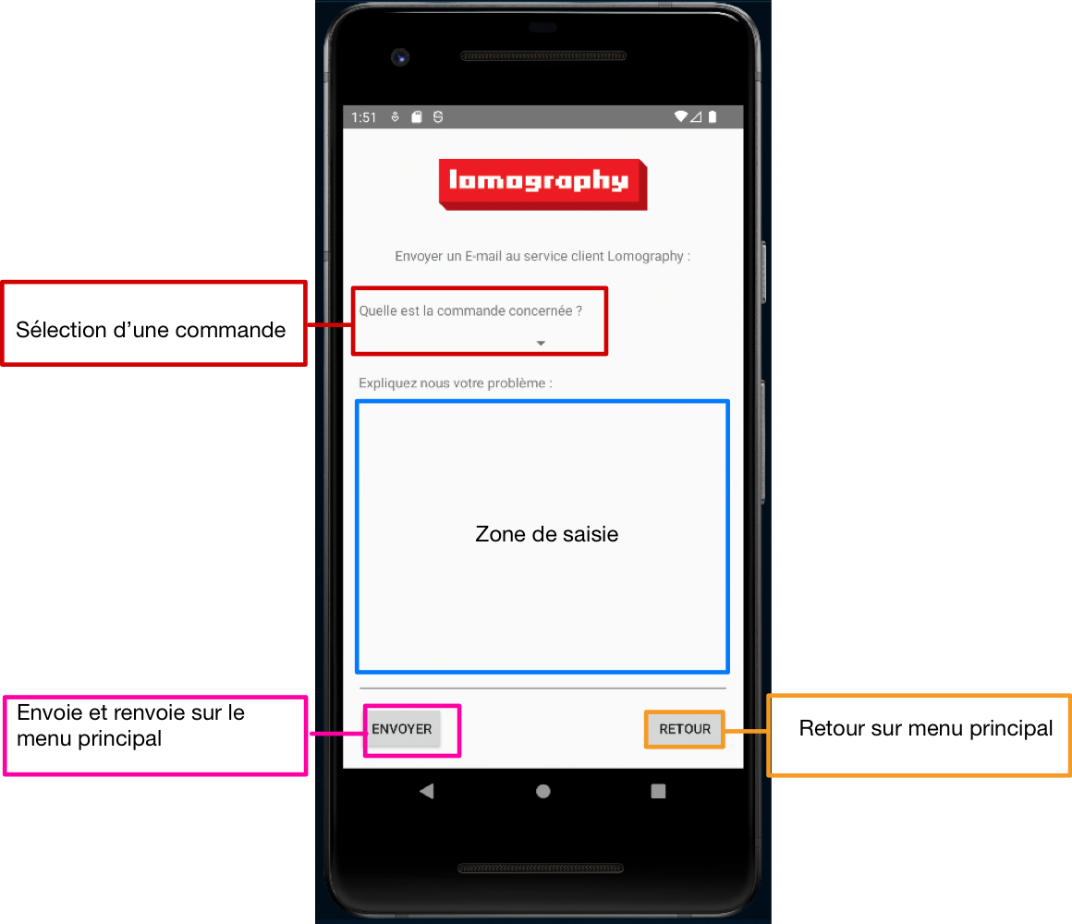 1:51
lomography
Envoyer un E-mail au service client Lomography :
Quelle est la commande concernée ?
Sélection d'une commande
Expliquez nous votre problème :
Zone de saisie
Envoie et renvoie sur le
menu principal
ENVOYER
RETOUR
Retour sur menu principal